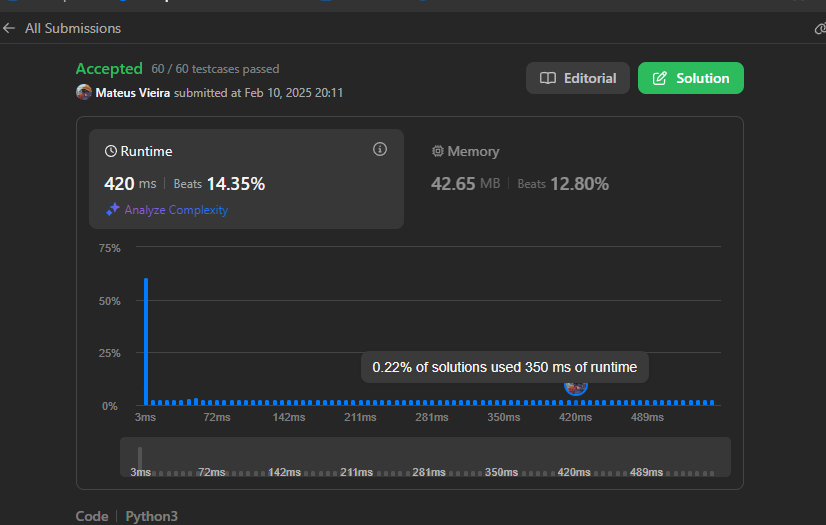 All Submissions
Accepted 60 / 60 testcases passed
Mateus Vieira submitted at Feb 10, 2025 20:11
Editorial
Solution
Runtime
420 ms | Beats 14.35%
Analyze Complexity
Memory
42.65 MB | Beats 12.80%
75%
50%
25%
0%
0.22% of solutions used 350 ms of runtime
3ms 72ms 142ms 211ms 281ms 350ms 420ms 489ms
3ms 72ms 142ms 211ms 281ms 350ms 420ms 489ms
Code | Python3